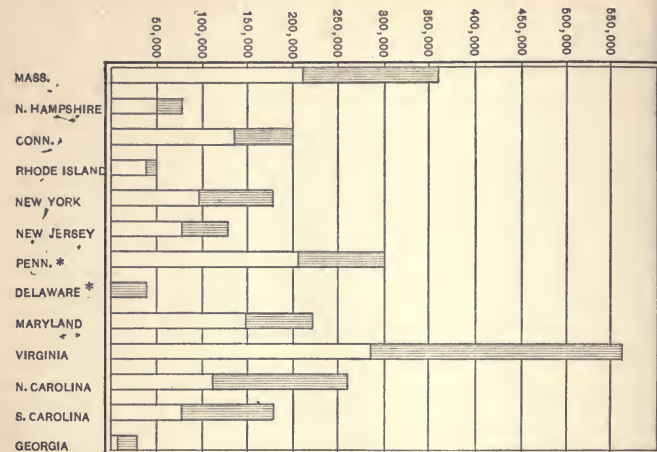 50,000
100,000
150,000
200,000
250,000
300,000
350,000
400,000
450,000
500,000
550,000
MASS.
N. HAMPSHIRE
CONN.
RHODE ISLAND
NEW YORK
NEW JERSEY
PENN. *
DELAWARE *
MARYLAND
VIRGINIA
N. CAROLINA
S. CAROLINA
GEORGIA